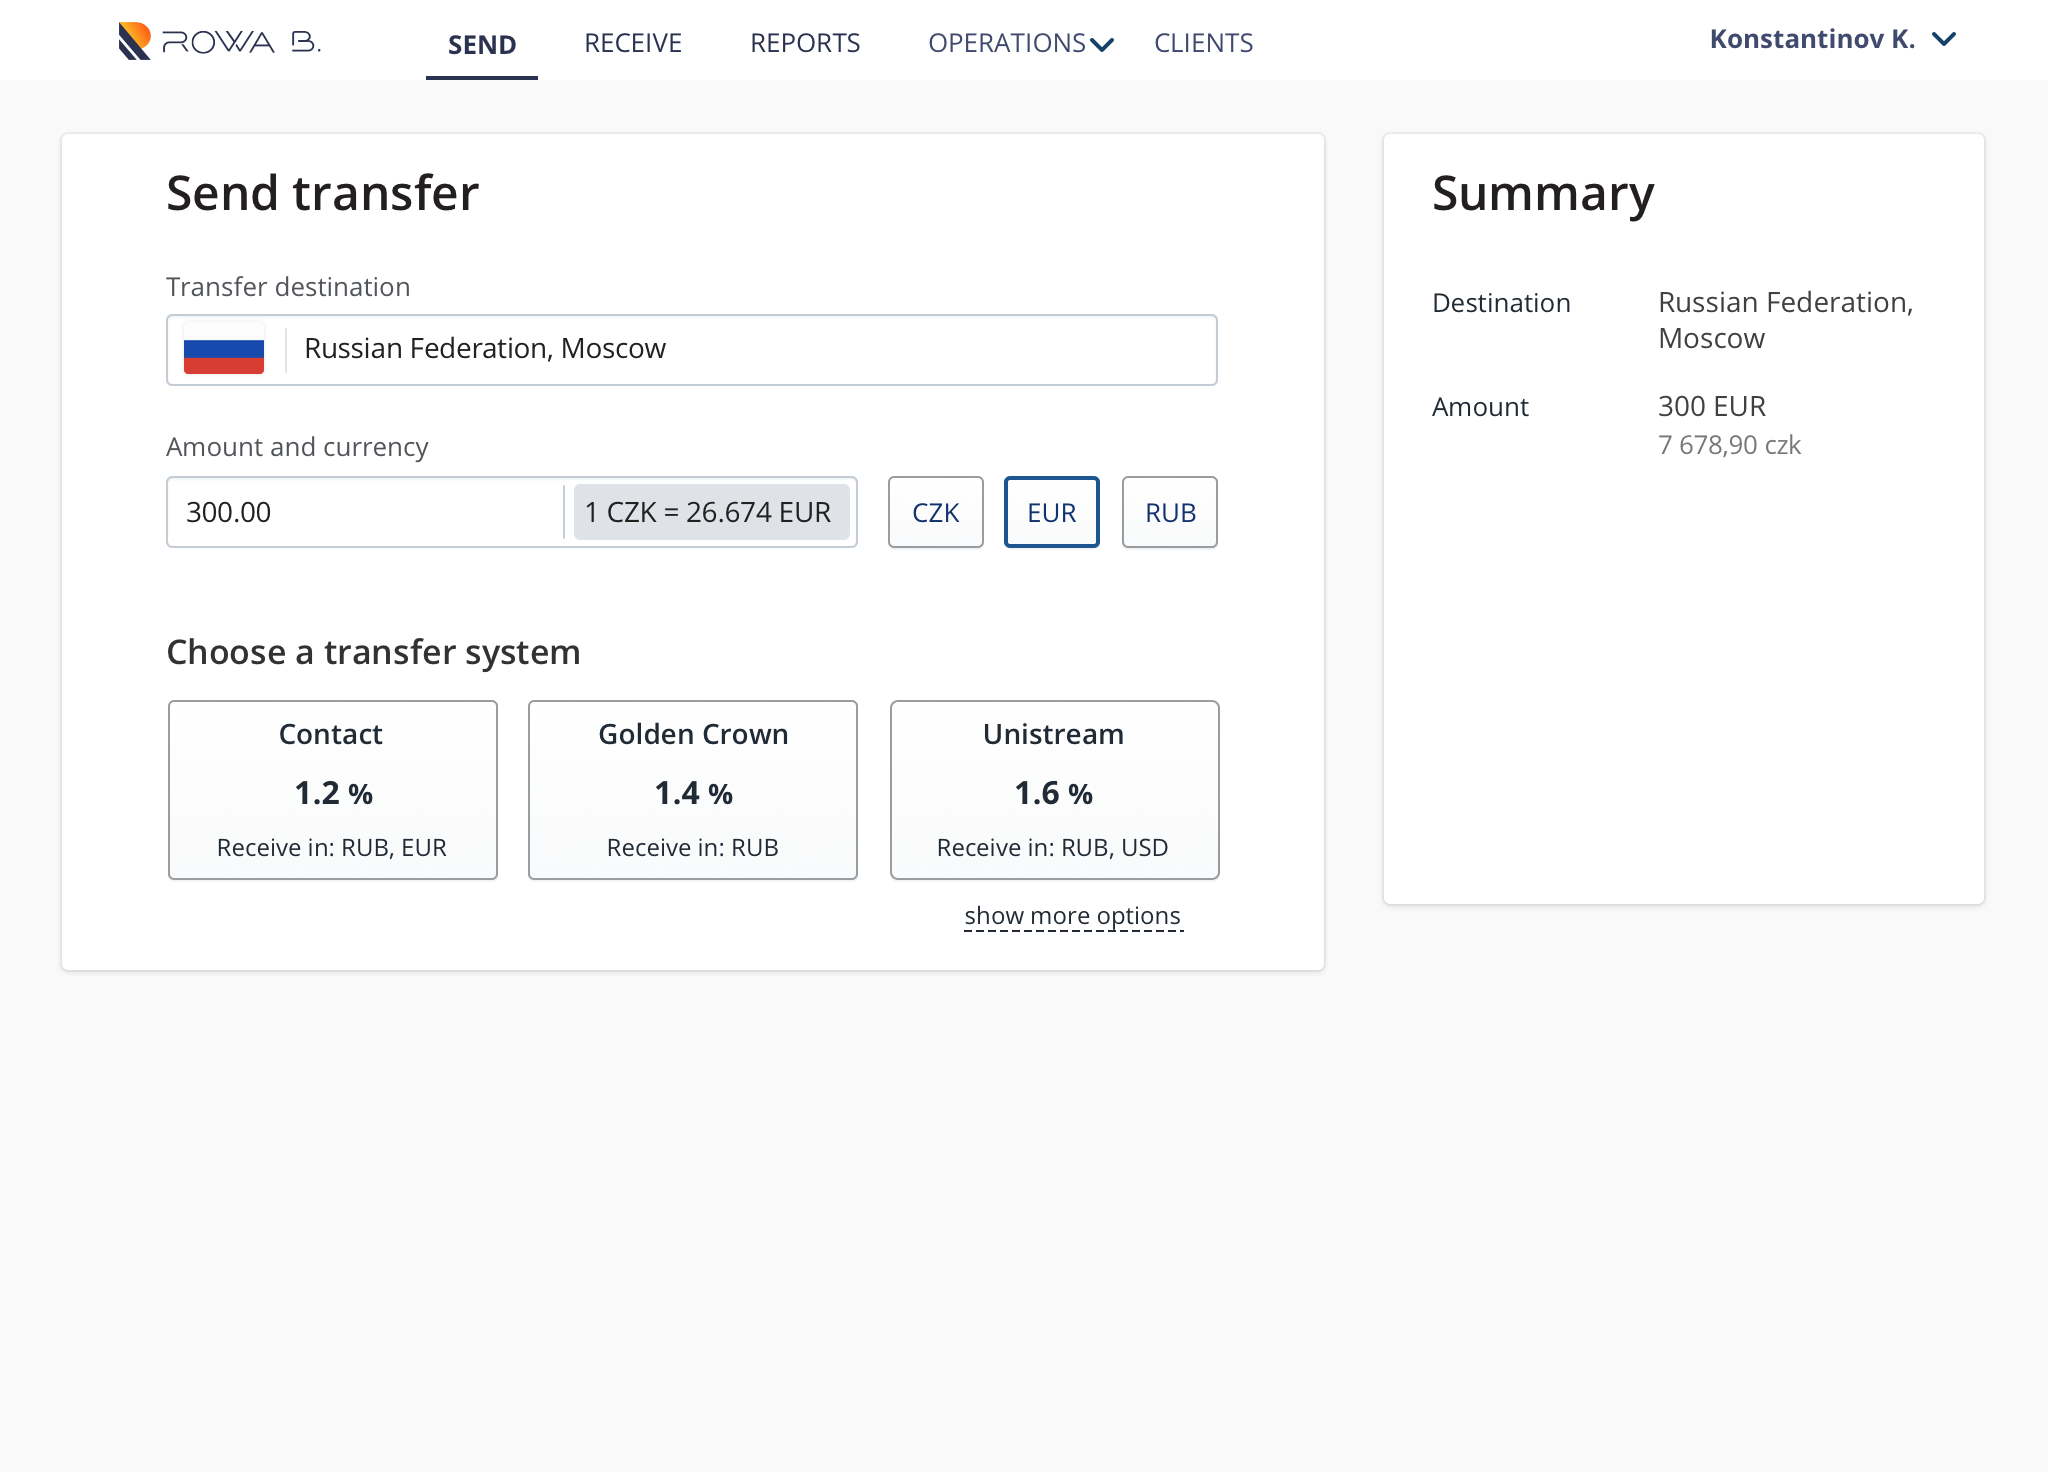 ROWA B.
SEND
RECEIVE
REPORTS
OPERATIONS
CLIENTS
Konstantinov K.
Send transfer
Transfer destination
Russian Federation, Moscow
Amount and currency
300.00
1 CZK = 26.674 EUR
CZK
EUR
RUB
Choose a transfer system
Contact
1.2 %
Receive in: RUB, EUR
Golden Crown
1.4 %
Receive in: RUB
Unistream
1.6 %
Receive in: RUB, USD
show more options
Summary
Destination
Russian Federation,
Moscow
Amount
300 EUR
7 678,90 czk